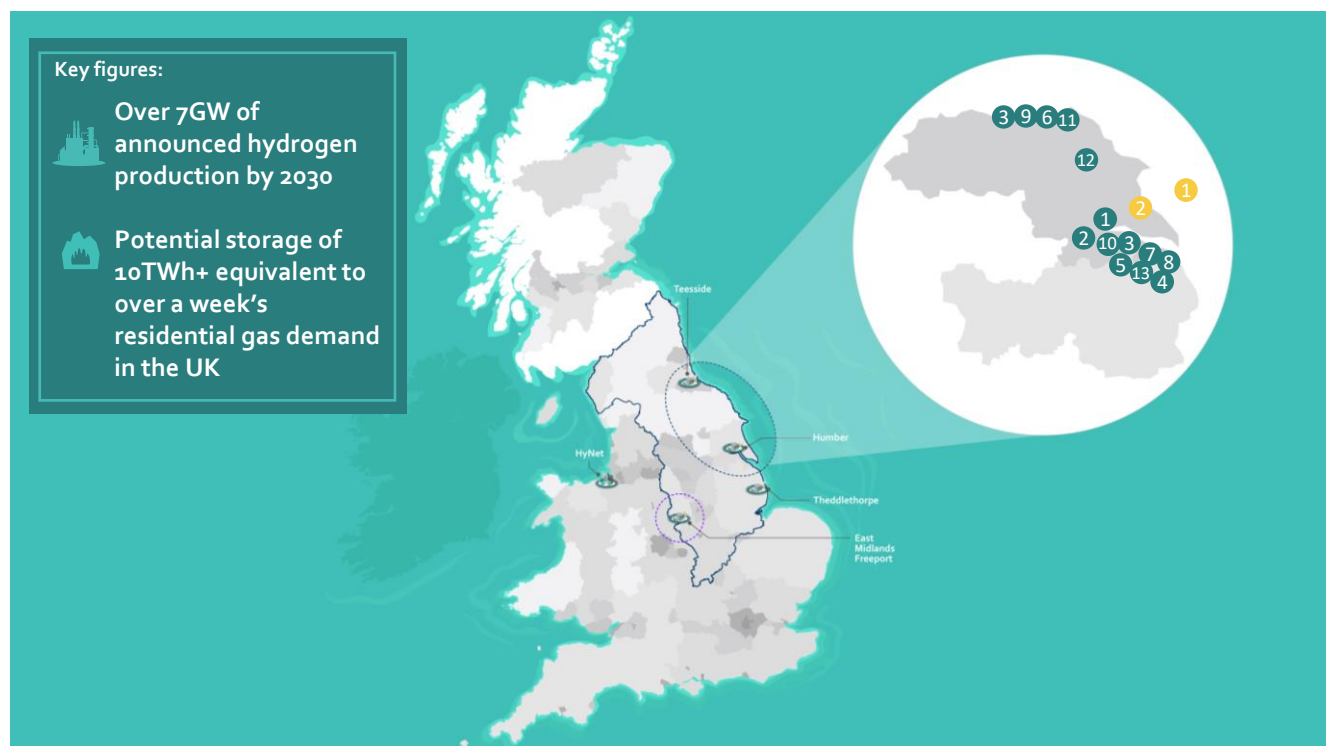 Key figures:
Over 7GW of
announced hydrogen
production by 2030
Potential storage of
10TWh+ equivalent to
over a week's
residential gas demand
in the UK
Teesside
Humber
HyNet
Theddlethorpe
East
Midlands
Freeport
3 9 6 11
12
1
2
1
2 10 3
7 8
5 13 4